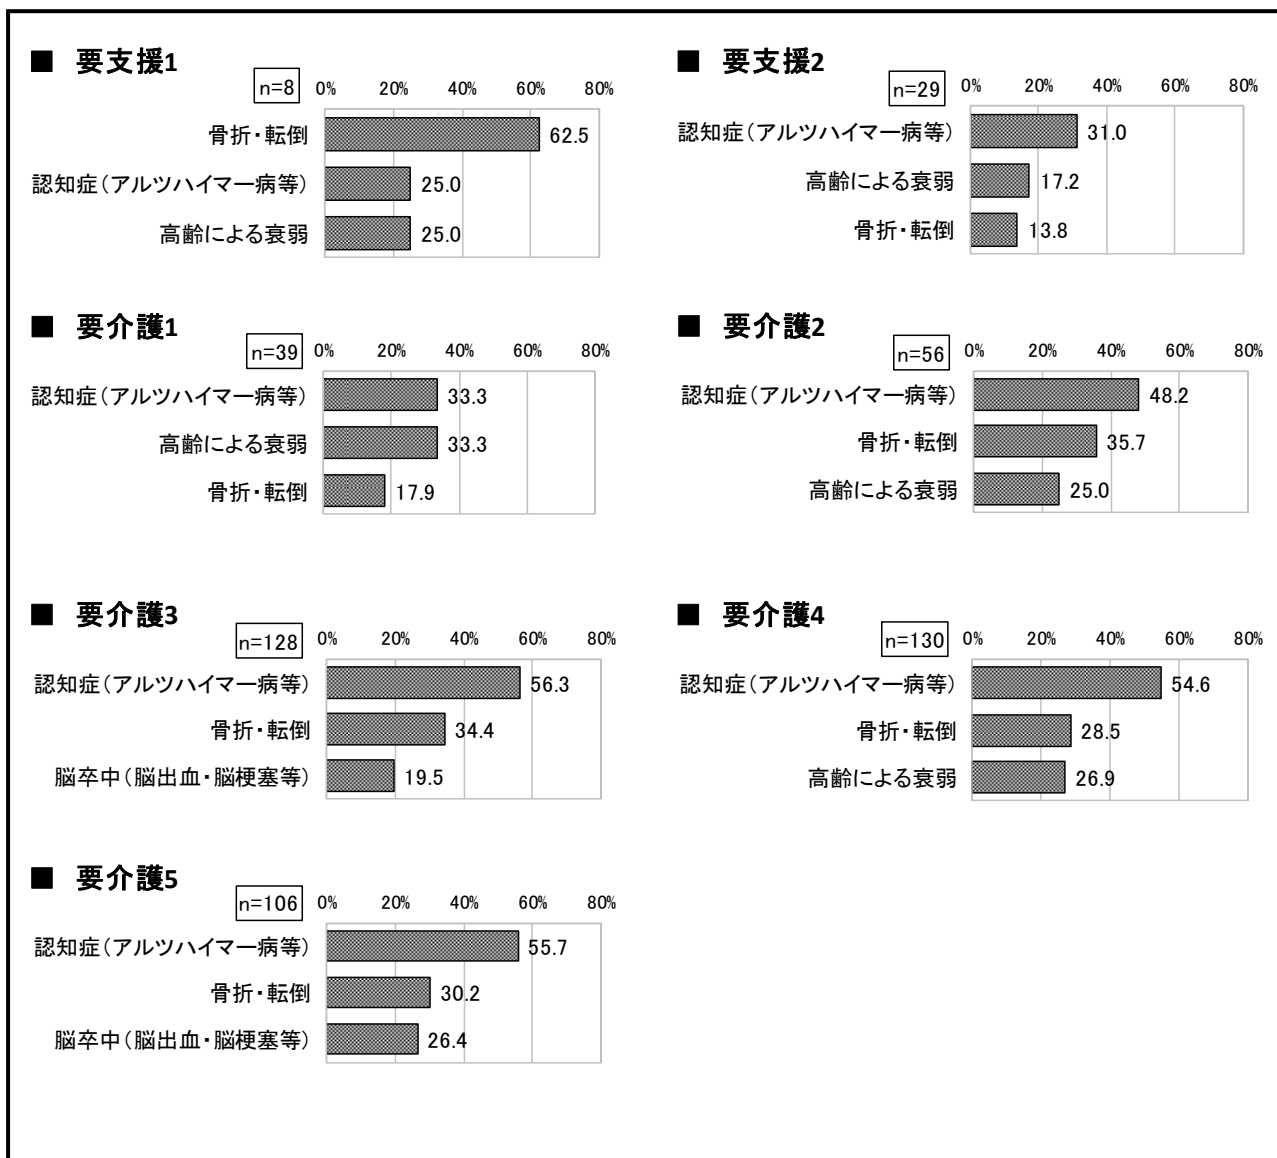 ■ 要支援1
n=8
0% 20% 40% 60% 80%
骨折・転倒 62.5
認知症(アルツハイマー病等) 25.0
高齢による衰弱 25.0
■ 要支援2
n=29
0% 20% 40% 60% 80%
認知症(アルツハイマー病等) 31.0
高齢による衰弱 17.2
骨折・転倒 13.8
■ 要介護1
n=39
0% 20% 40% 60% 80%
認知症(アルツハイマー病等) 33.3
高齢による衰弱 33.3
骨折・転倒 17.9
■ 要介護2
n=56
0% 20% 40% 60% 80%
認知症(アルツハイマー病等) 48.2
骨折・転倒 35.7
高齢による衰弱 25.0
■ 要介護3
n=128
0% 20% 40% 60% 80%
認知症(アルツハイマー病等) 56.3
骨折・転倒 34.4
脳卒中(脳出血・脳梗塞等) 19.5
■ 要介護4
n=130
0% 20% 40% 60% 80%
認知症(アルツハイマー病等) 54.6
骨折・転倒 28.5
高齢による衰弱 26.9
■ 要介護5
n=106
0% 20% 40% 60% 80%
認知症(アルツハイマー病等) 55.7
骨折・転倒 30.2
脳卒中(脳出血・脳梗塞等) 26.4